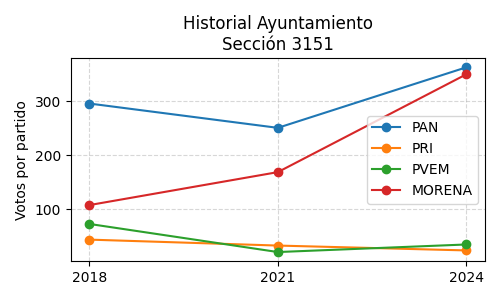 Historial Ayuntamiento
Sección 3151
Votos por partido
300
200
100
PAN
PRI
PVEM
MORENA
2018
2021
2024